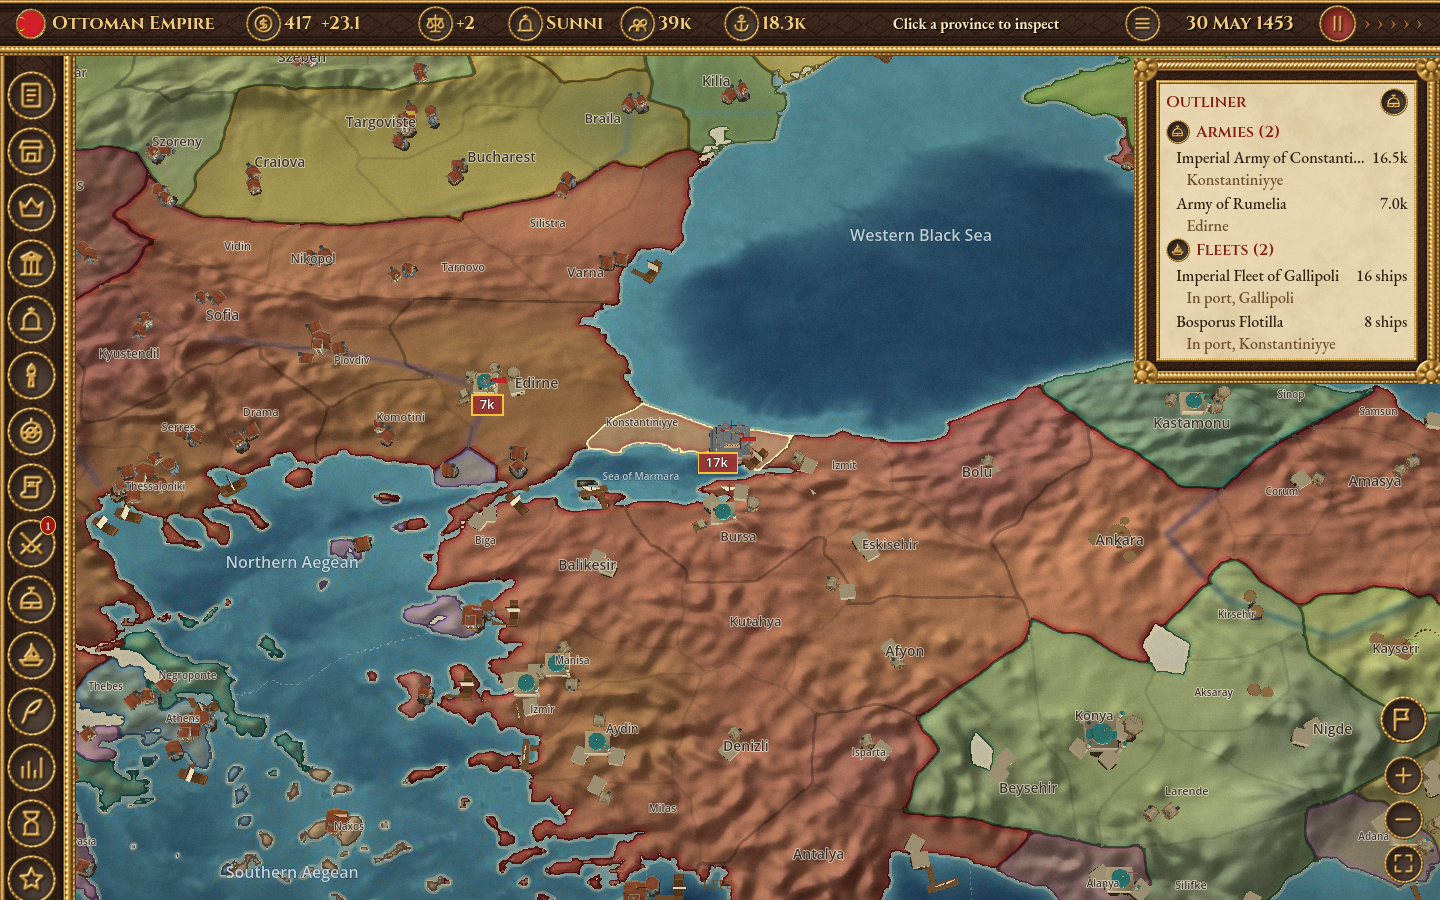 OTTOMAN EMPIRE 417 +23.1 +2 SUNNI 39K 18.3K Click a province to inspect 30 MAY 1453
OUTLINER
ARMIES (2)
Imperial Army of Constanti... 16.5k
Konstantiniyye
Army of Rumelia 7.0k
Edirne
FLEETS (2)
Imperial Fleet of Gallipoli 16 ships
In port, Gallipoli
Bosporus Flotilla 8 ships
In port, Konstantiniyye
1
Szeben
Kilia
Targoviste
Braila
Szoreny
Craiova
Bucharest
Silistra
Western Black Sea
Vidin
Nikopol
Tarnovo
Varna
Sofia
Kyustendil
Plovdiv
Edirne
7k
Kastamonu
Sinop
Samsun
Drama
Komotini
Serres
Konstantiniyye
17k
Izmit
Bolu
Sea of Marmara
Thessaloniki
Corum
Amasya
Biga
Bursa
Eskisehir
Ankara
Northern Aegean
Balikesir
Kutahya
Kirsehir
Kayseri
Afyon
Manisa
Negroponte
Thebes
Izmir
Athens
Aksaray
Konya
Nigde
Aydin
Denizli
Isparta
Beysehir
Larende
Milas
Naxos
Adana
Antalya
Southern Aegean
Alanya
Silifke